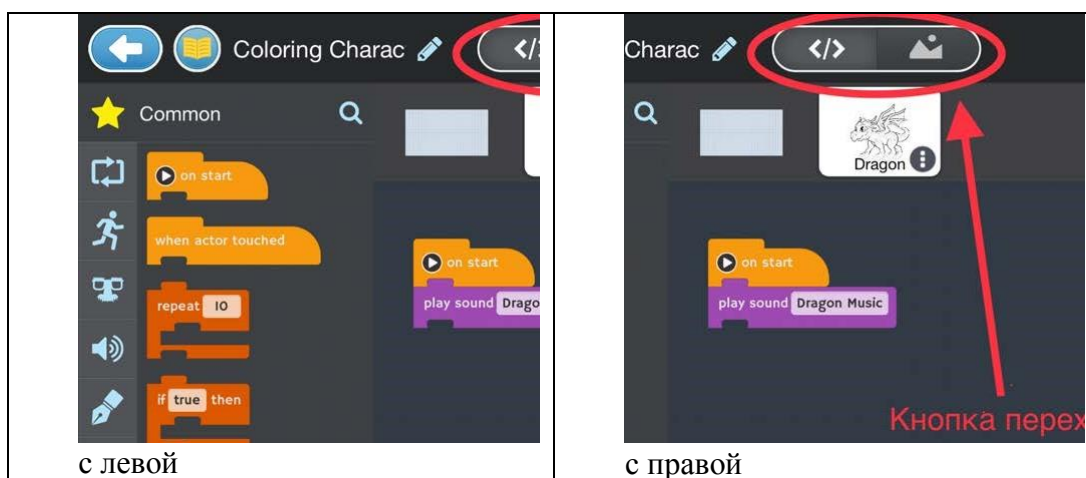 Coloring Charac </>
Common
on start
when actor touched
repeat 10
if true then
on start
play sound Drago
с левой
Charac </>
Dragon
on start
play sound Dragon Music
Кнопка перех
с правой